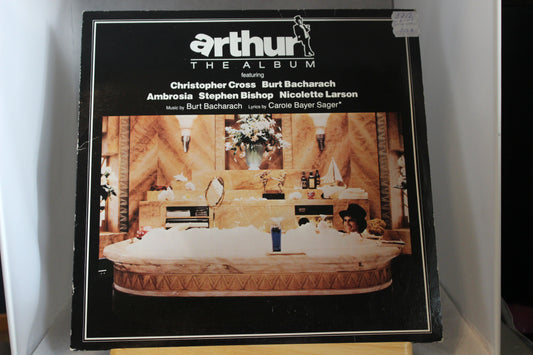 arthur
THE ALBUM
featuring
Christopher Cross Burt Bacharach
Ambrosia Stephen Bishop Nicolette Larson
Music by Burt Bacharach Lyrics by Carole Bayer Sager*